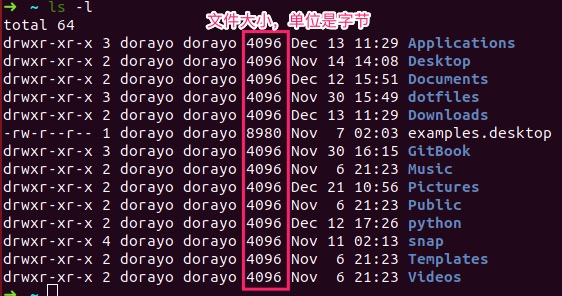 ➜ ~ ls -l
文件大小，单位是字节
total 64
drwxr-xr-x 3 dorayo dorayo 4096 Dec 13 11:29 Applications
drwxr-xr-x 2 dorayo dorayo 4096 Nov 14 14:08 Desktop
drwxr-xr-x 2 dorayo dorayo 4096 Dec 12 15:51 Documents
drwxr-xr-x 3 dorayo dorayo 4096 Nov 30 15:49 dotfiles
drwxr-xr-x 2 dorayo dorayo 4096 Dec 13 11:29 Downloads
-rw-r--r-- 1 dorayo dorayo 8980 Nov  7 02:03 examples.desktop
drwxr-xr-x 3 dorayo dorayo 4096 Nov 30 16:15 GitBook
drwxr-xr-x 2 dorayo dorayo 4096 Nov  6 21:23 Music
drwxr-xr-x 2 dorayo dorayo 4096 Dec 21 10:56 Pictures
drwxr-xr-x 2 dorayo dorayo 4096 Nov  6 21:23 Public
drwxr-xr-x 2 dorayo dorayo 4096 Dec 12 17:26 python
drwxr-xr-x 4 dorayo dorayo 4096 Nov 11 02:13 snap
drwxr-xr-x 2 dorayo dorayo 4096 Nov  6 21:23 Templates
drwxr-xr-x 2 dorayo dorayo 4096 Nov  6 21:23 Videos
➜ ~